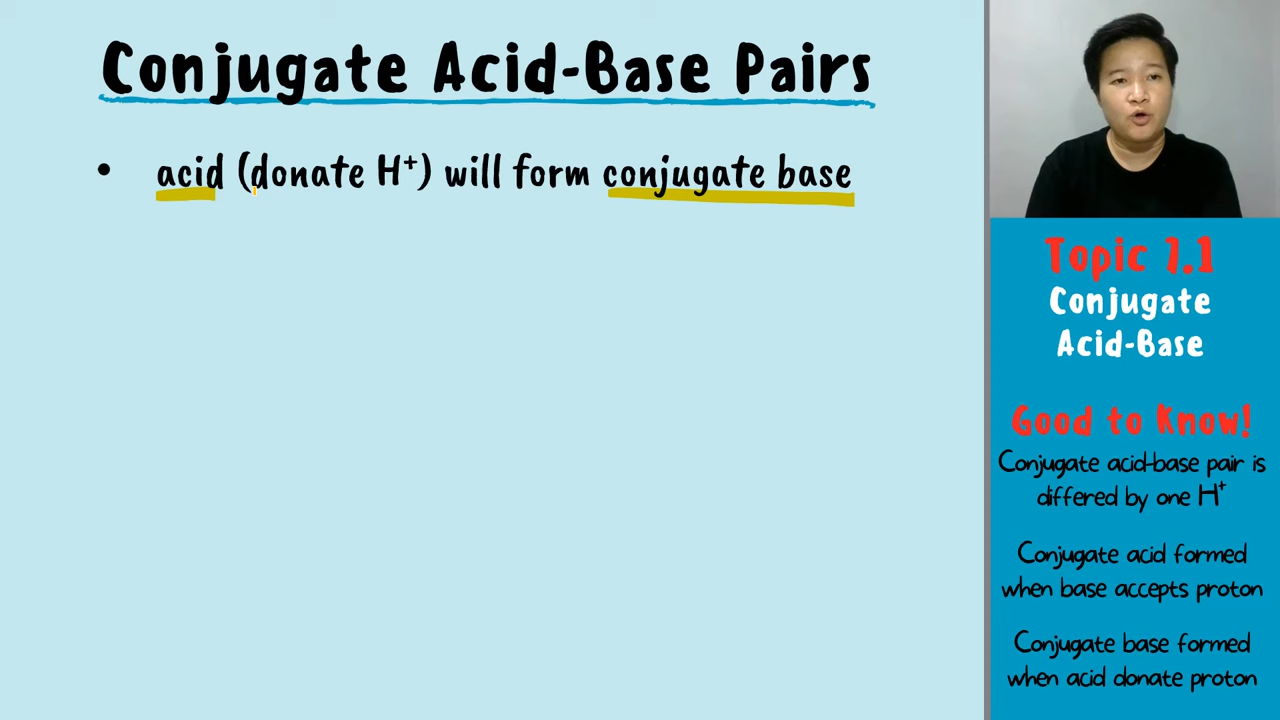 Conjugate Acid-Base Pairs
• acid (donate H⁺) will form conjugate base
Topic 7.1
Conjugate
Acid-Base
Good to Know!
Conjugate acid-base pair is
differed by one H⁺
Conjugate acid formed
when base accepts proton
Conjugate base formed
when acid donate proton